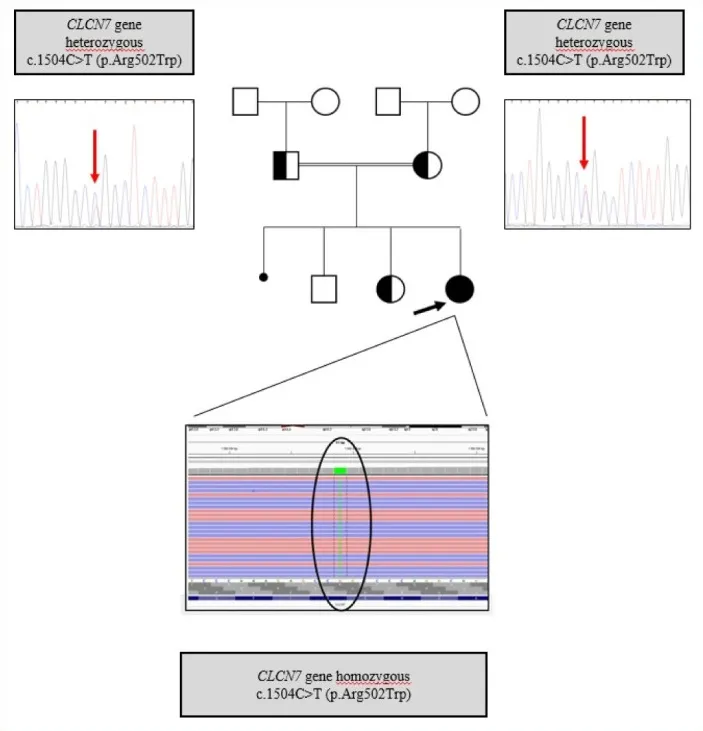 CLCN7 gene
heterozygous
c.1504C>T (p.Arg502Trp)
CLCN7 gene
heterozygous
c.1504C>T (p.Arg502Trp)
CLCN7 gene homozygous
c.1504C>T (p.Arg502Trp)